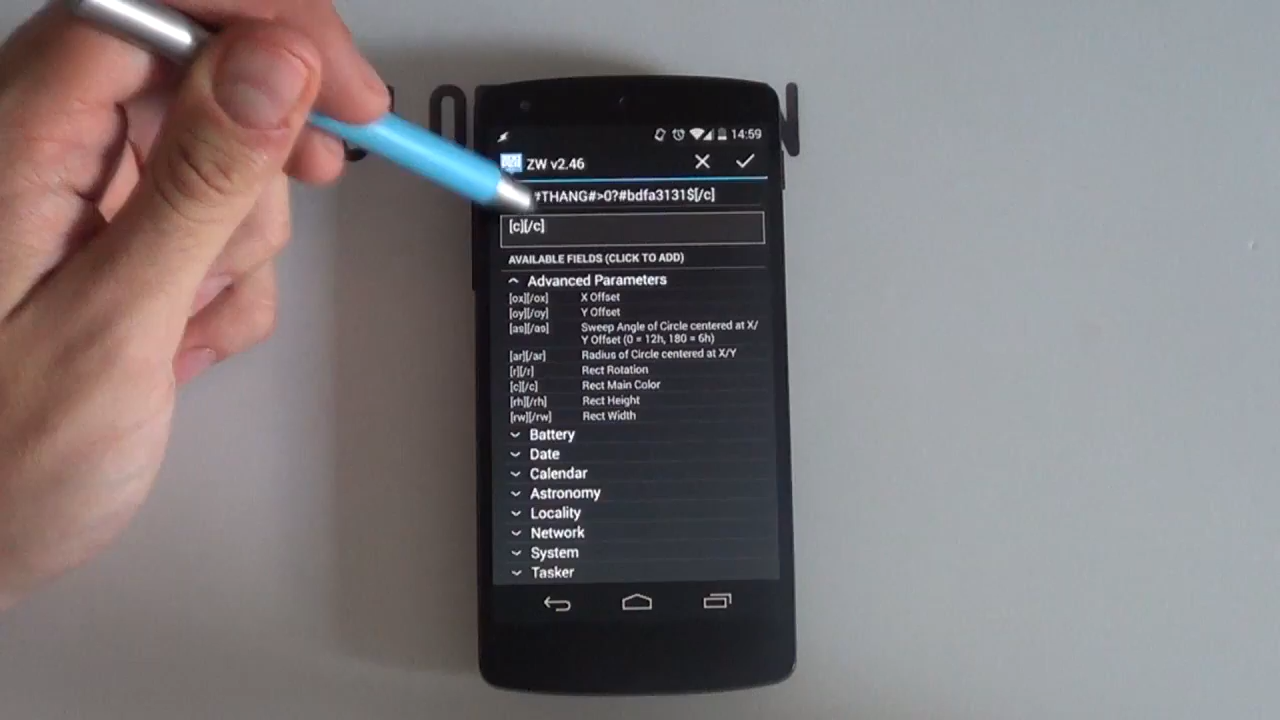 14:59
ZW v2.46
#THANG#>0?#bdfa3131$[/c]
[c][/c]
AVAILABLE FIELDS (CLICK TO ADD)
Advanced Parameters
[ox][/ox] X Offset
[oy][/oy] Y Offset
[as][/as] Sweep Angle of Circle centered at X/
Y Offset (0 = 12h, 180 = 6h)
[ar][/ar] Radius of Circle centered at X/Y
[r][/r] Rect Rotation
[c][/c] Rect Main Color
[rh][/rh] Rect Height
[rw][/rw] Rect Width
Battery
Date
Calendar
Astronomy
Locality
Network
System
Tasker